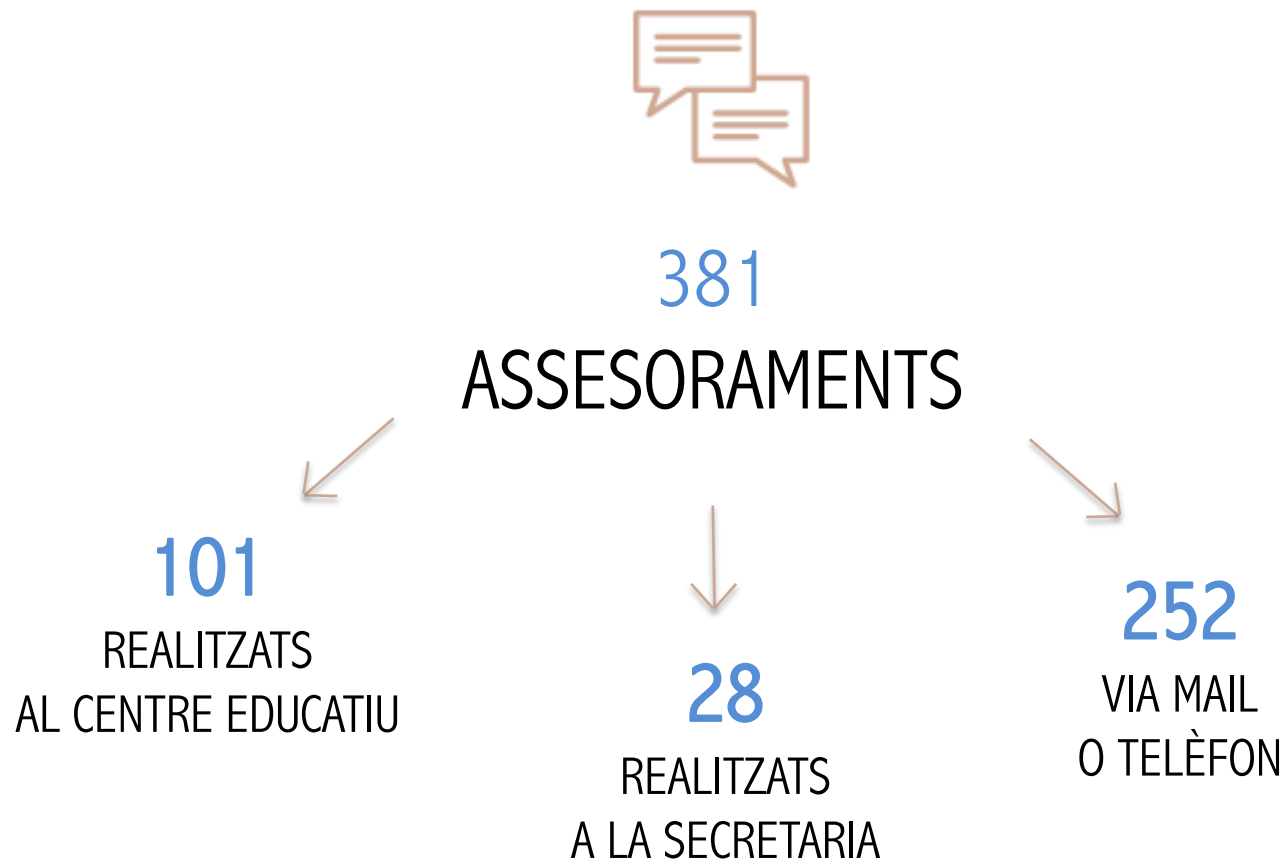 381
ASSESORAMENTS
101
REALITZATS
AL CENTRE EDUCATIU
28
REALITZATS
A LA SECRETARIA
252
VIA MAIL
O TELÈFON